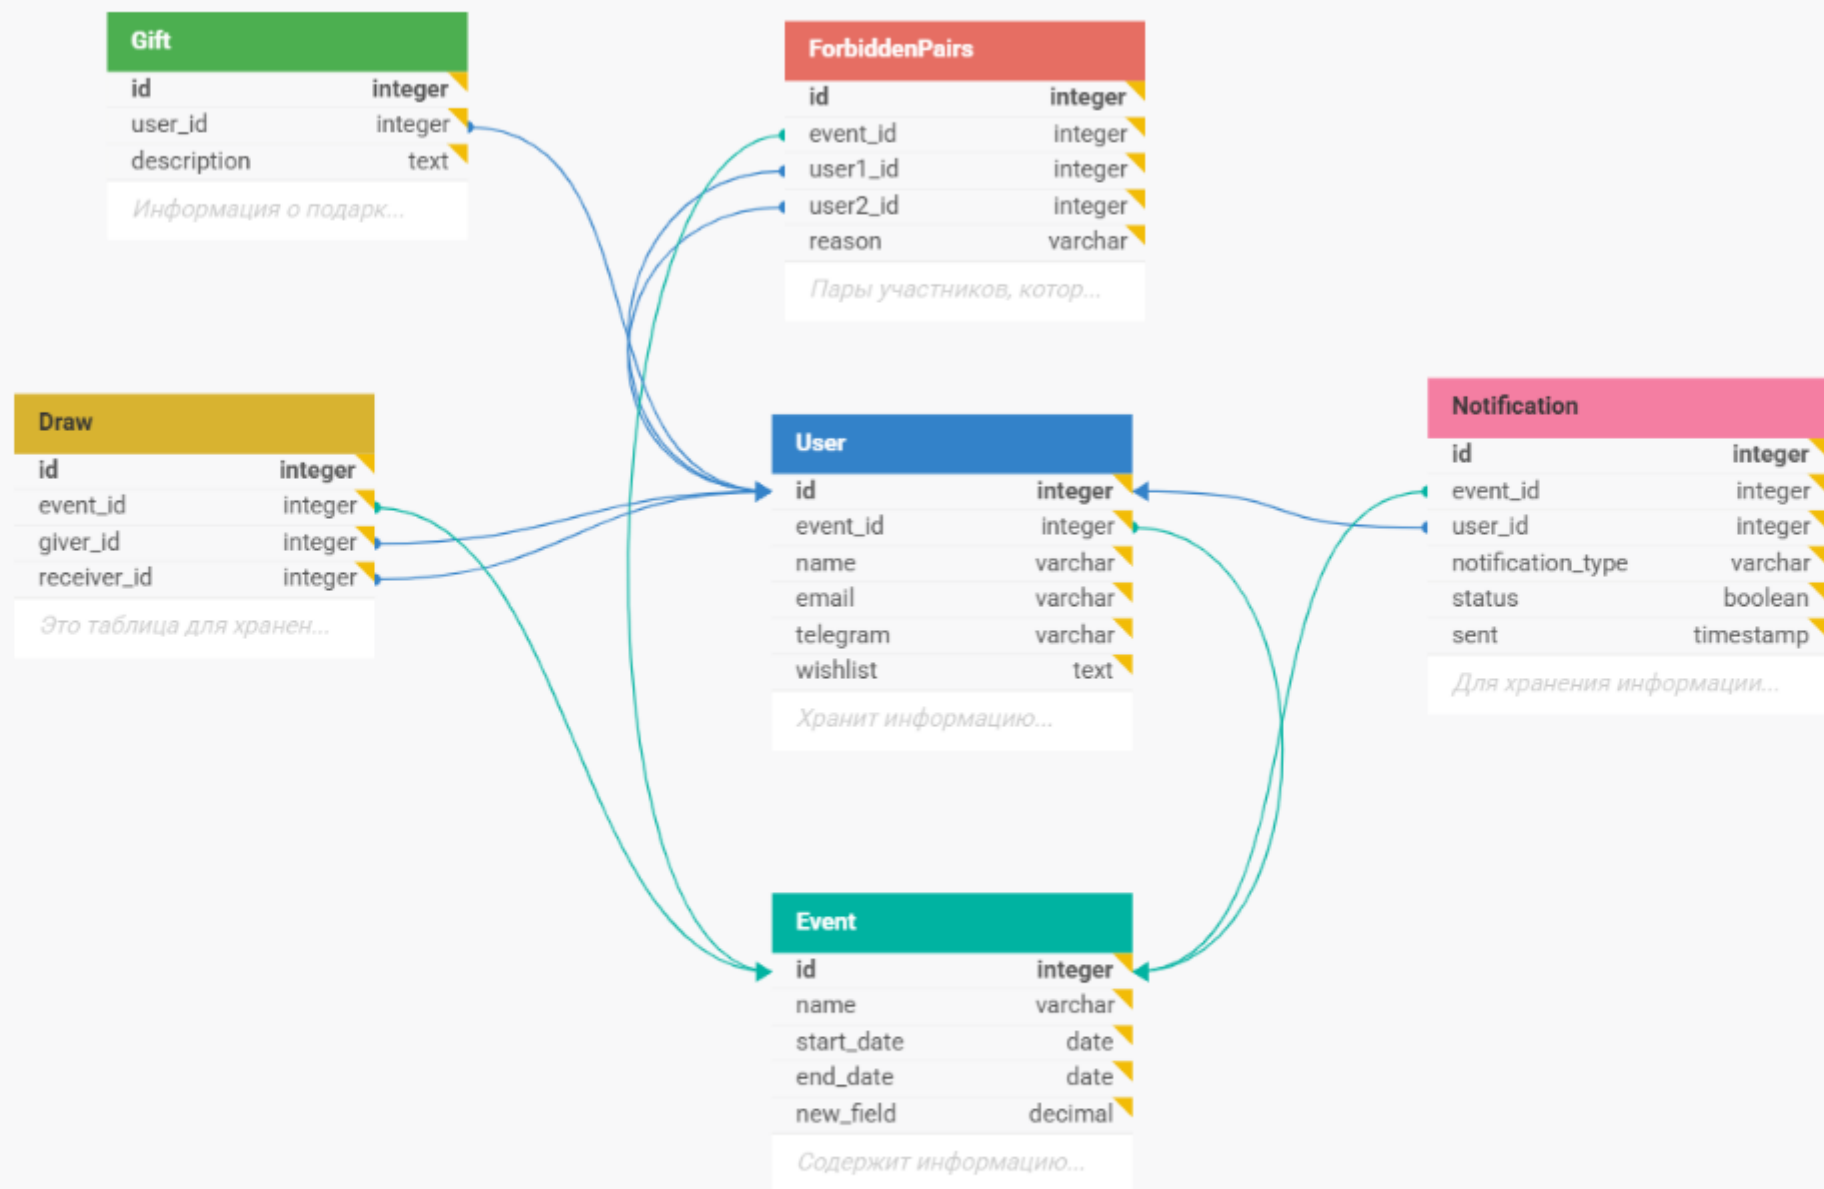 Gift
id integer
user_id integer
description text
Информация о подарк...
ForbiddenPairs
id integer
event_id integer
user1_id integer
user2_id integer
reason varchar
Пары участников, котор...
Draw
id integer
event_id integer
giver_id integer
receiver_id integer
Это таблица для хранен...
User
id integer
event_id integer
name varchar
email varchar
telegram varchar
wishlist text
Хранит информацию...
Notification
id integer
event_id integer
user_id integer
notification_type varchar
status boolean
sent timestamp
Для хранения информации...
Event
id integer
name varchar
start_date date
end_date date
new_field decimal
Содержит информацию...